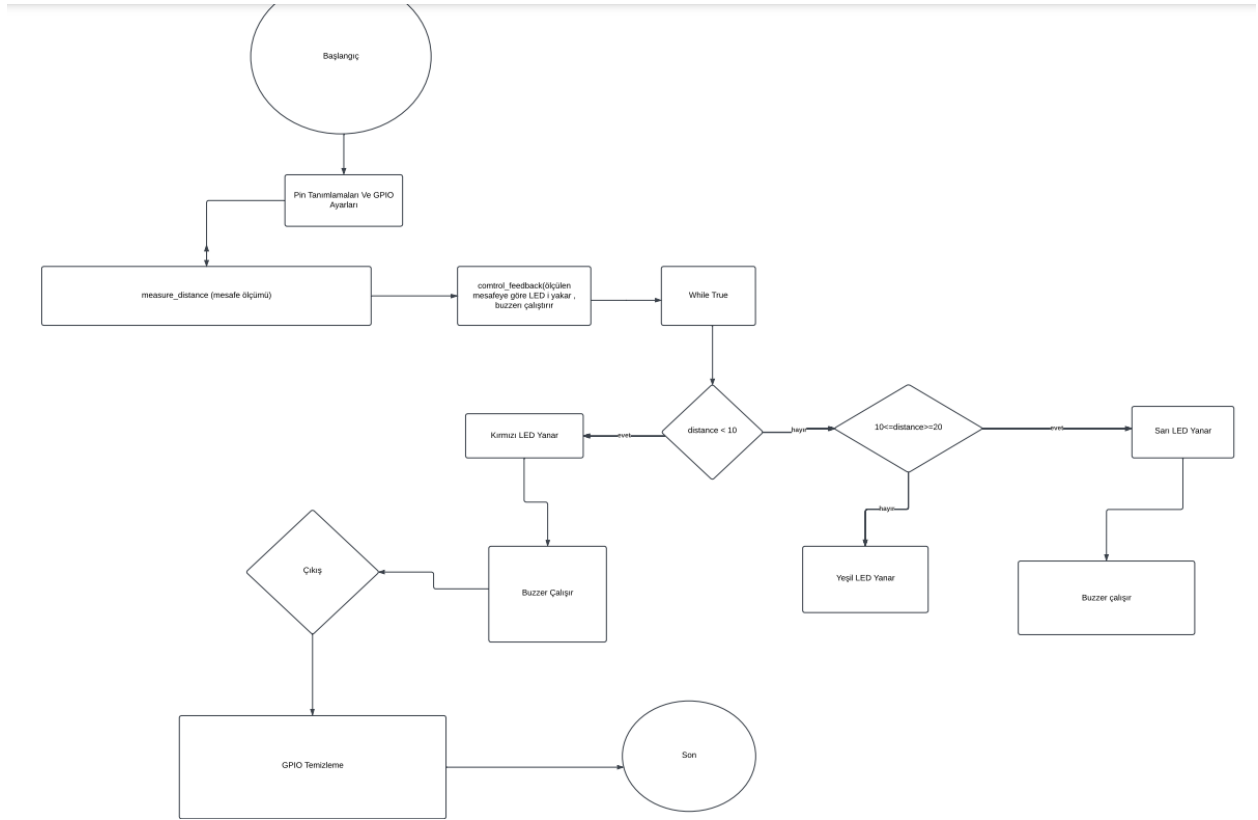 Başlangıç
Pin Tanımlamaları Ve GPIO
Ayarları
measure_distance (mesafe ölçümü)
comtrol_feedback(ölçülen
mesafeye göre LED i yakar ,
buzzerı çalıştırır
While True
Kırmızı LED Yanar
evet
distance < 10
hayır
10<=distance>=20
evet
Sarı LED Yanar
hayır
Çıkış
Buzzer Çalışır
Yeşil LED Yanar
Buzzer çalışır
GPIO Temizleme
Son